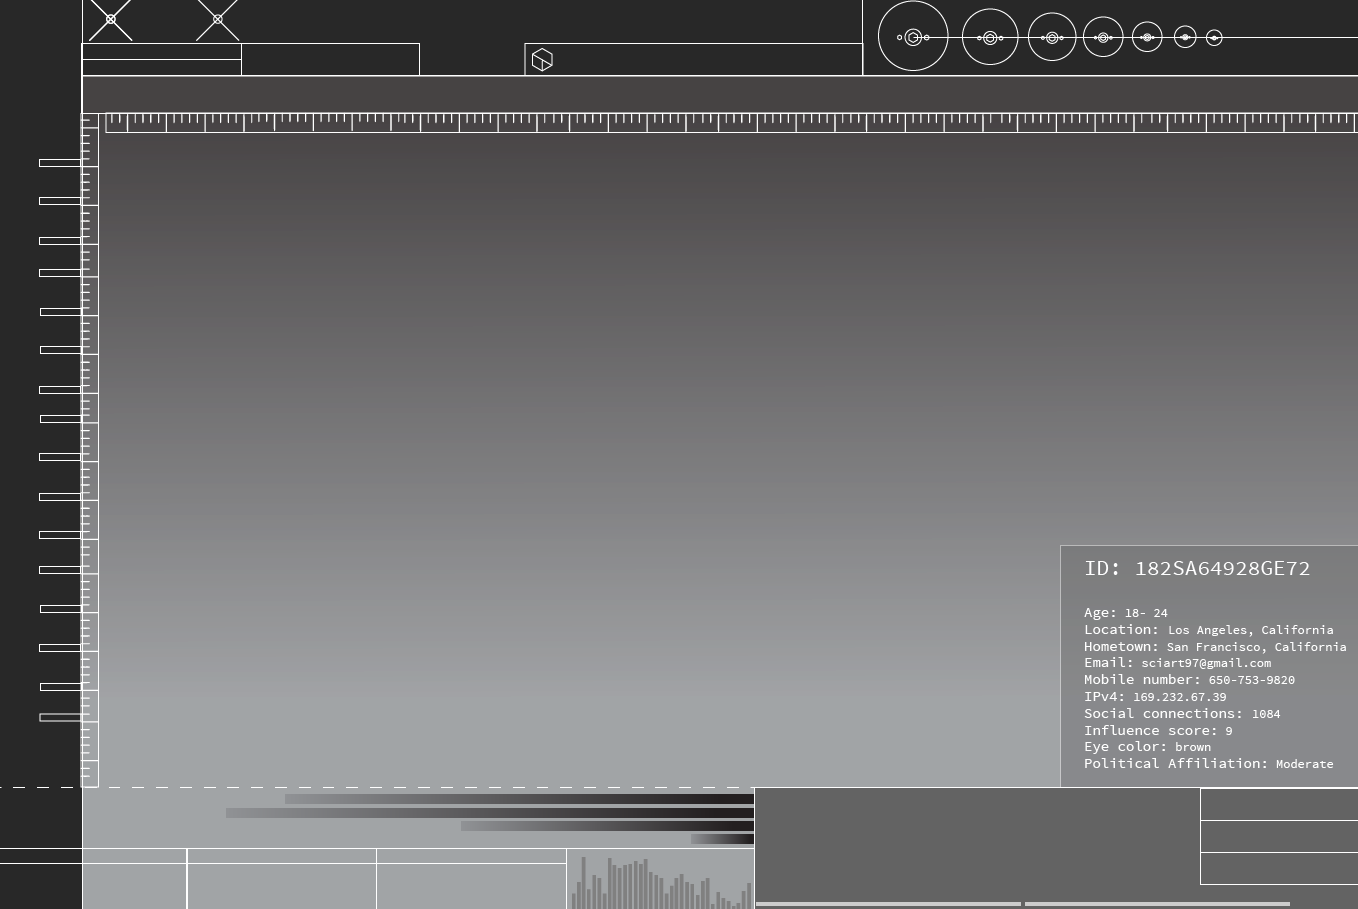 ID: 182SA64928GE72
Age: 18- 24
Location: Los Angeles, California
Hometown: San Francisco, California
Email: sciart97@gmail.com
Mobile number: 650-753-9820
IPv4: 169.232.67.39
Social connections: 1084
Influence score: 9
Eye color: brown
Political Affiliation: Moderate